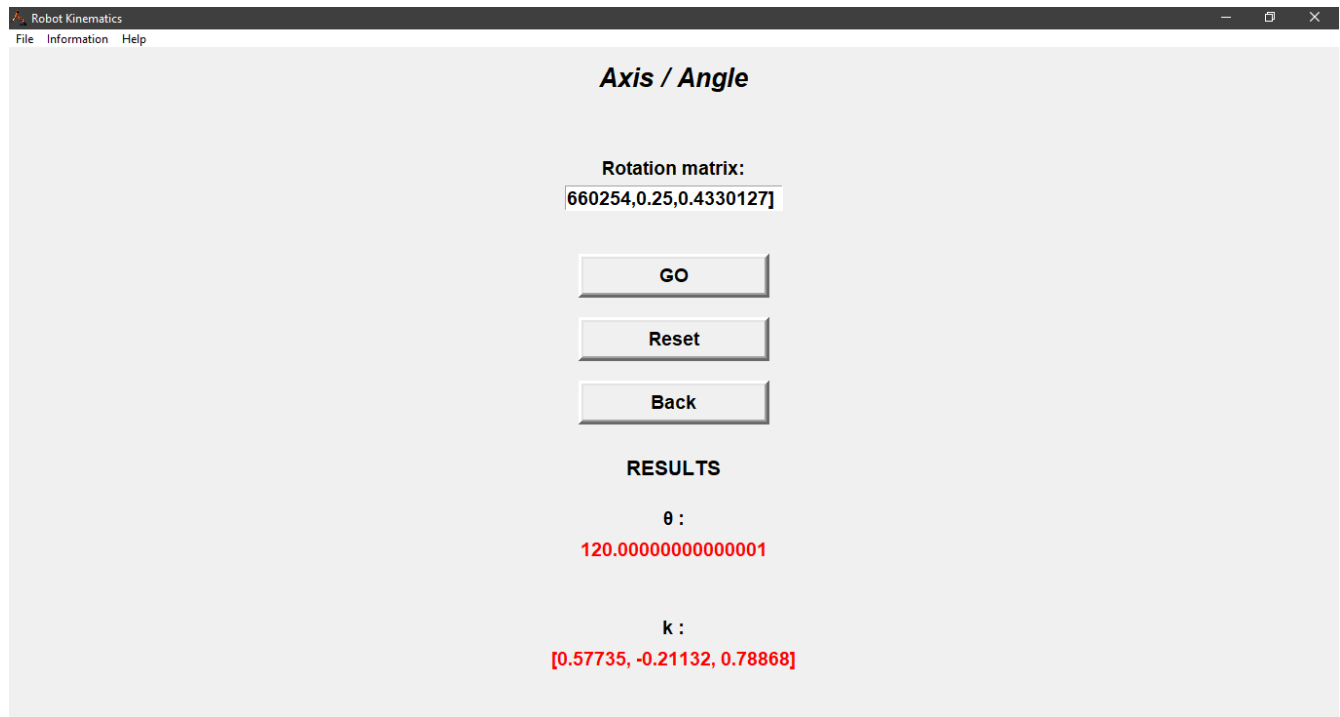 Robot Kinematics
File Information Help
Axis / Angle
Rotation matrix:
660254,0.25,0.4330127]
GO
Reset
Back
RESULTS
θ :
120.00000000000001
k :
[0.57735, -0.21132, 0.78868]